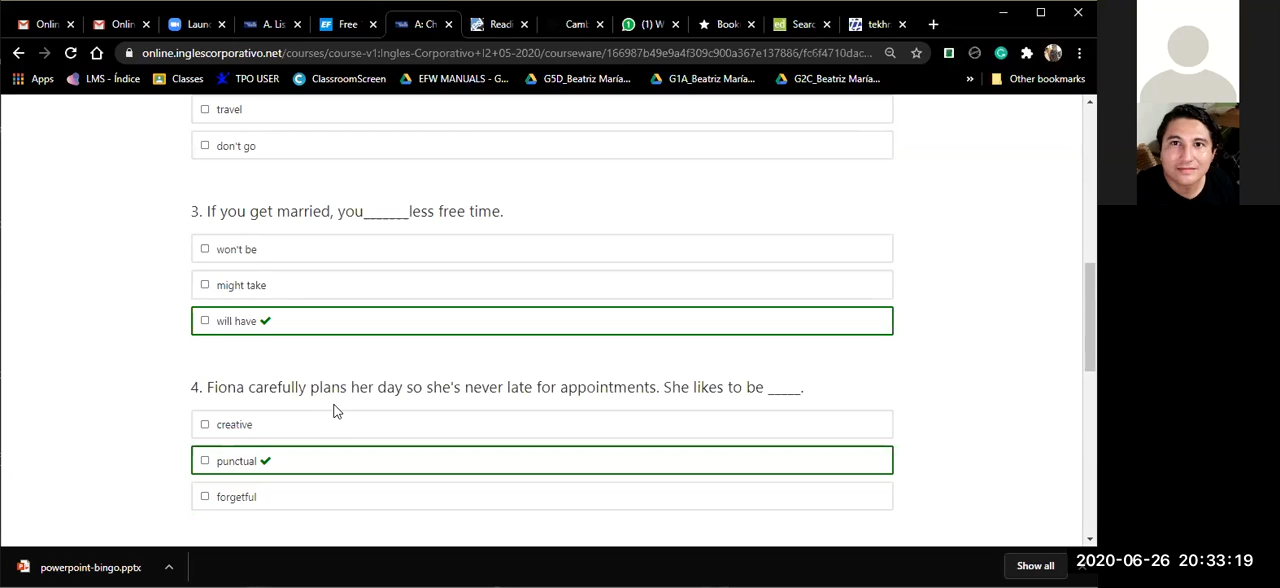 Onlin
Onlin
Laun
A. Lis
Free
A: Ch
Readi
Caml
(1) W
Book
Searc
tekhr
online.inglescorporativo.net/courses/course-v1:Ingles-Corporativo+I2+05-2020/courseware/166987b49e9a4f309c900a367e137886/fc6f4710dac...
Apps
LMS - Índice
Classes
TPO USER
ClassroomScreen
EFW MANUALS - G...
G5D_Beatriz María...
G1A_Beatriz María...
G2C_Beatriz María...
»
Other bookmarks
travel
don't go
3. If you get married, you_______less free time.
won't be
might take
will have
4. Fiona carefully plans her day so she's never late for appointments. She likes to be _____.
creative
punctual
forgetful
powerpoint-bingo.pptx
Show all
2020-06-26 20:33:19